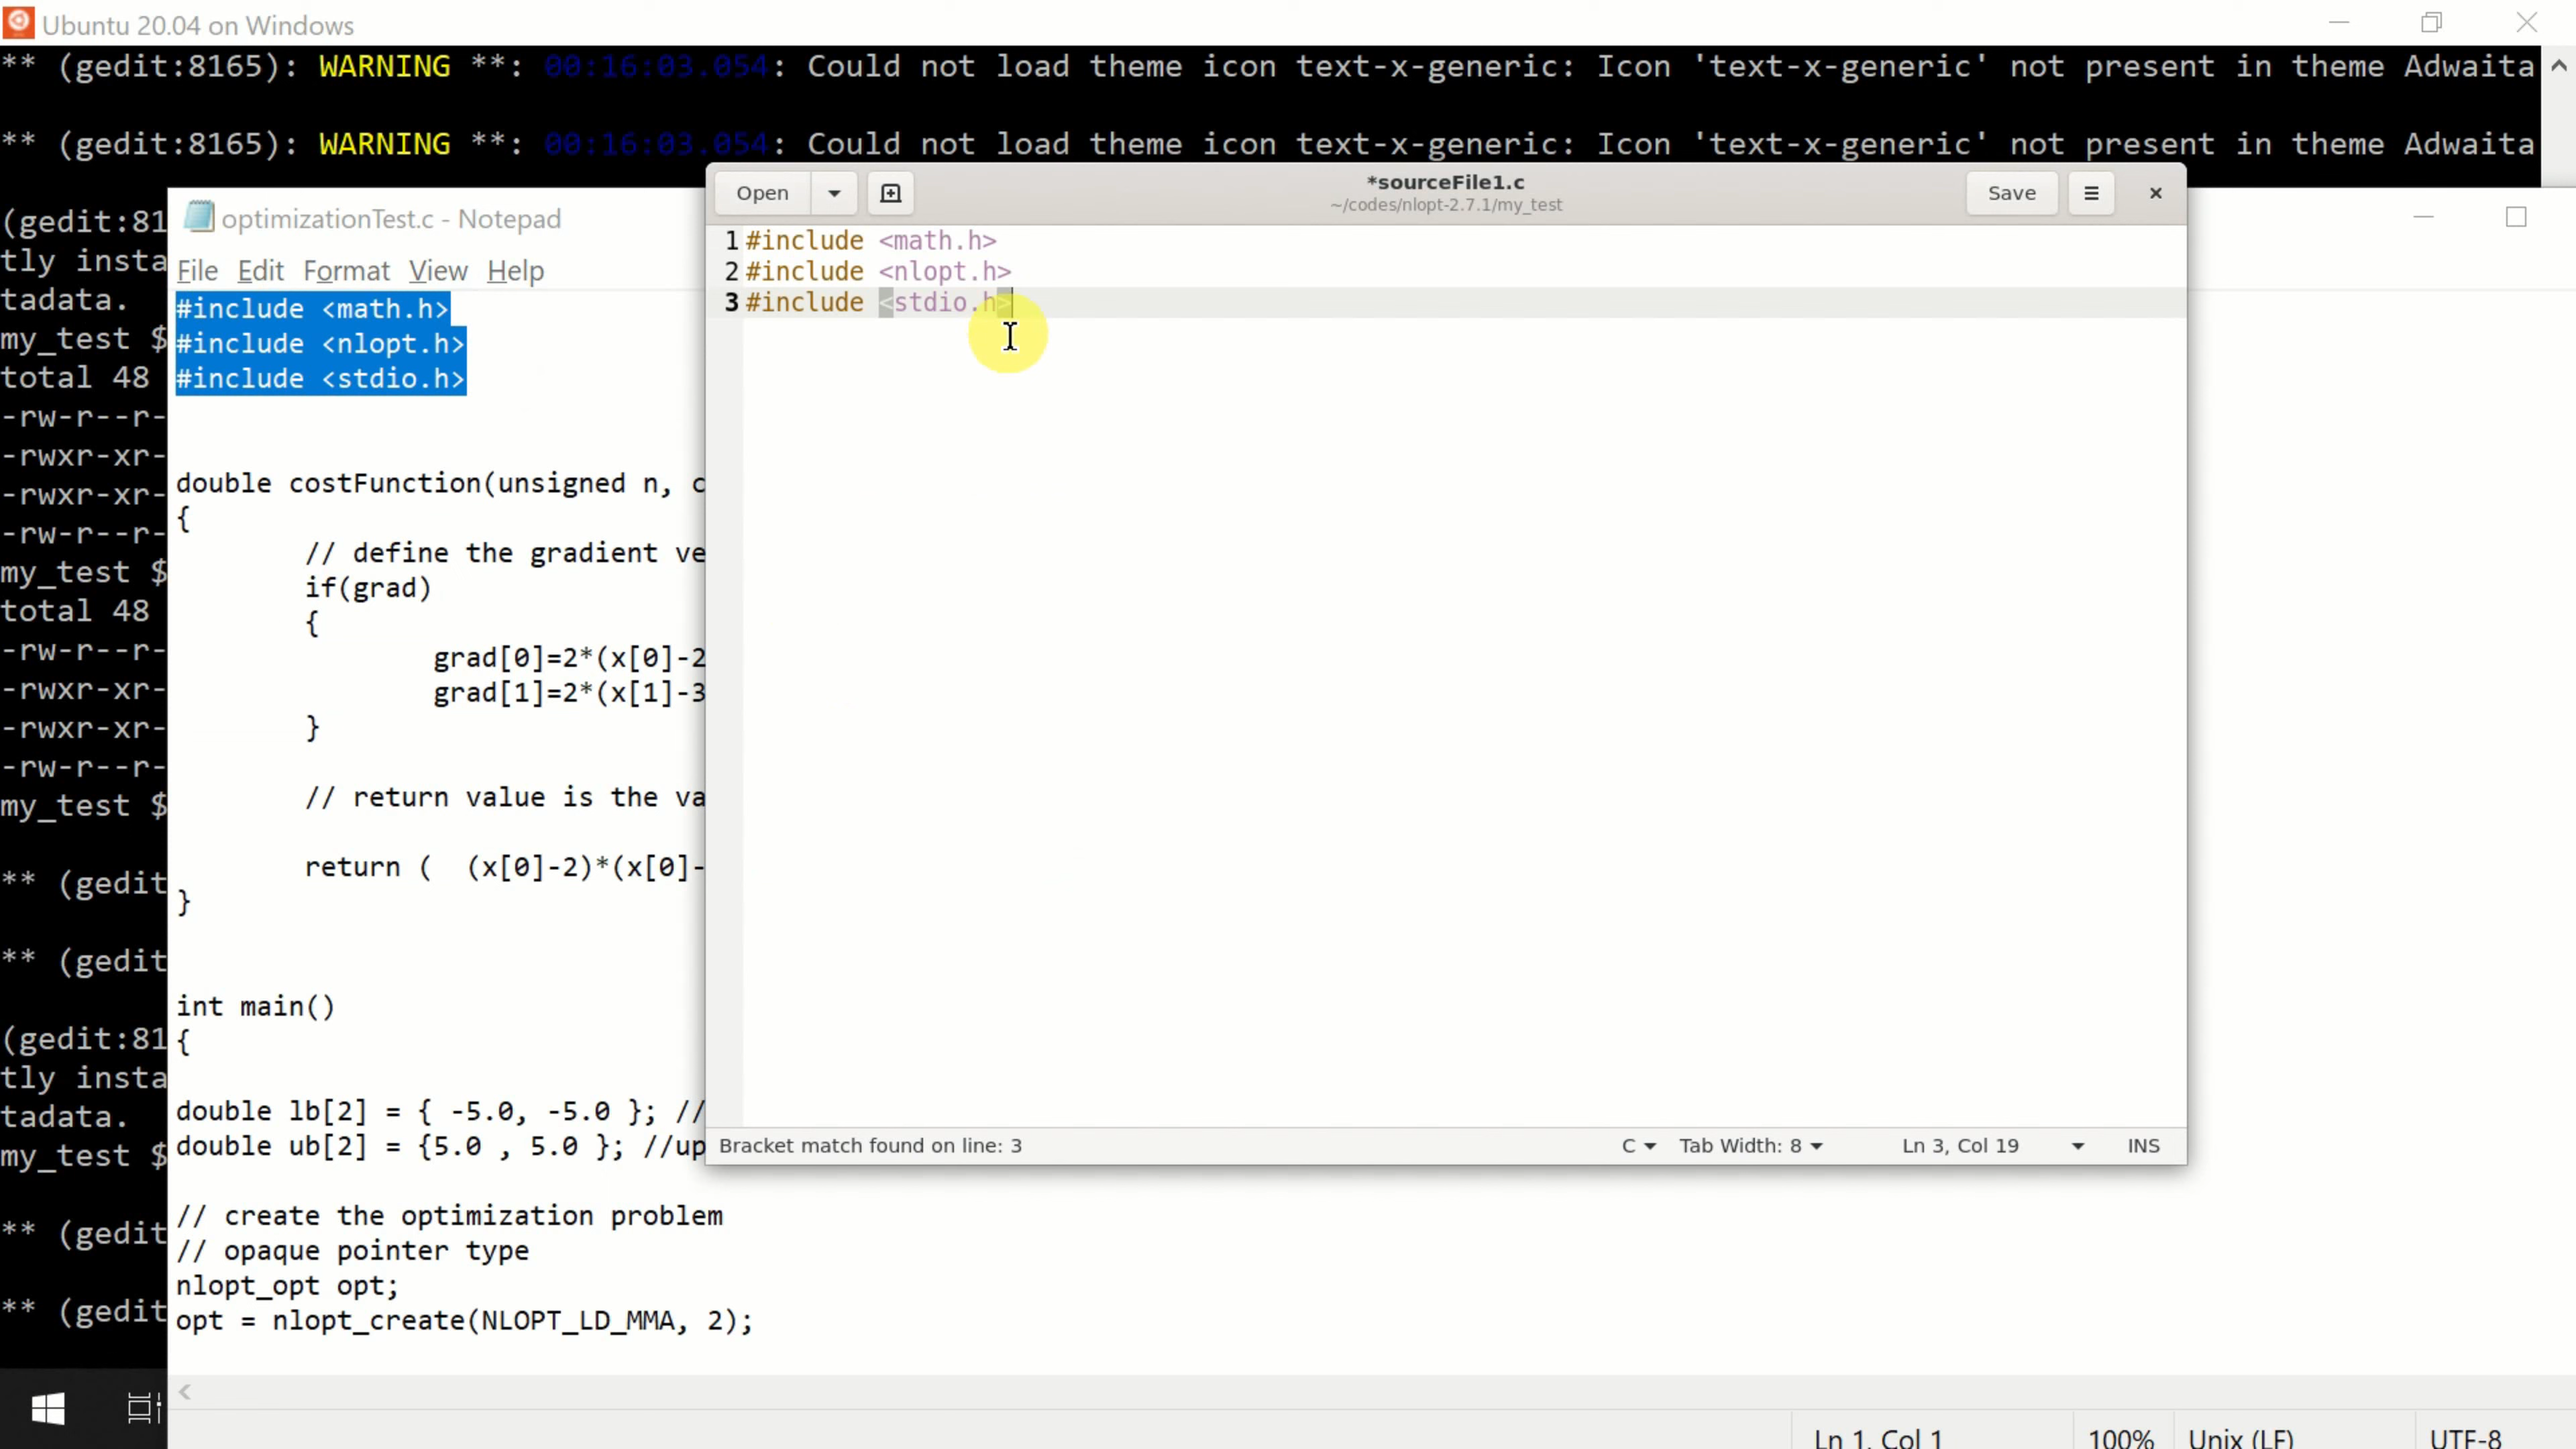 Ubuntu 20.04 on Windows
** (gedit:8165): WARNING **: 00:16:03.054: Could not load theme icon text-x-generic: Icon 'text-x-generic' not present in theme Adwaita
** (gedit:8165): WARNING **: 00:16:03.054: Could not load theme icon text-x-generic: Icon 'text-x-generic' not present in theme Adwaita
(gedit:81
tly insta
tadata.
my_test $
total 48
-rw-r--r-
-rwxr-xr-
-rwxr-xr-
-rw-r--r-
my_test $
total 48
-rw-r--r-
-rwxr-xr-
-rwxr-xr-
-rw-r--r-
my_test $
** (gedit
** (gedit
(gedit:81
tly insta
tadata.
my_test $
** (gedit
** (gedit
optimizationTest.c - Notepad
File Edit Format View Help
#include <math.h>
#include <nlopt.h>
#include <stdio.h>
double costFunction(unsigned n, c
{
// define the gradient ve
if(grad)
{
grad[0]=2*(x[0]-2
grad[1]=2*(x[1]-3
}
// return value is the va
return ( (x[0]-2)*(x[0]-
}
int main()
{
double lb[2] = { -5.0, -5.0 }; //
double ub[2] = {5.0 , 5.0 }; //up
// create the optimization problem
// opaque pointer type
nlopt_opt opt;
opt = nlopt_create(NLOPT_LD_MMA, 2);
Ln 1, Col 1 100% Unix (LF) UTF-8
Open
*sourceFile1.c
~/codes/nlopt-2.7.1/my_test
Save
1 #include <math.h>
2 #include <nlopt.h>
3 #include <stdio.h>
Bracket match found on line: 3 C Tab Width: 8 Ln 3, Col 19 INS